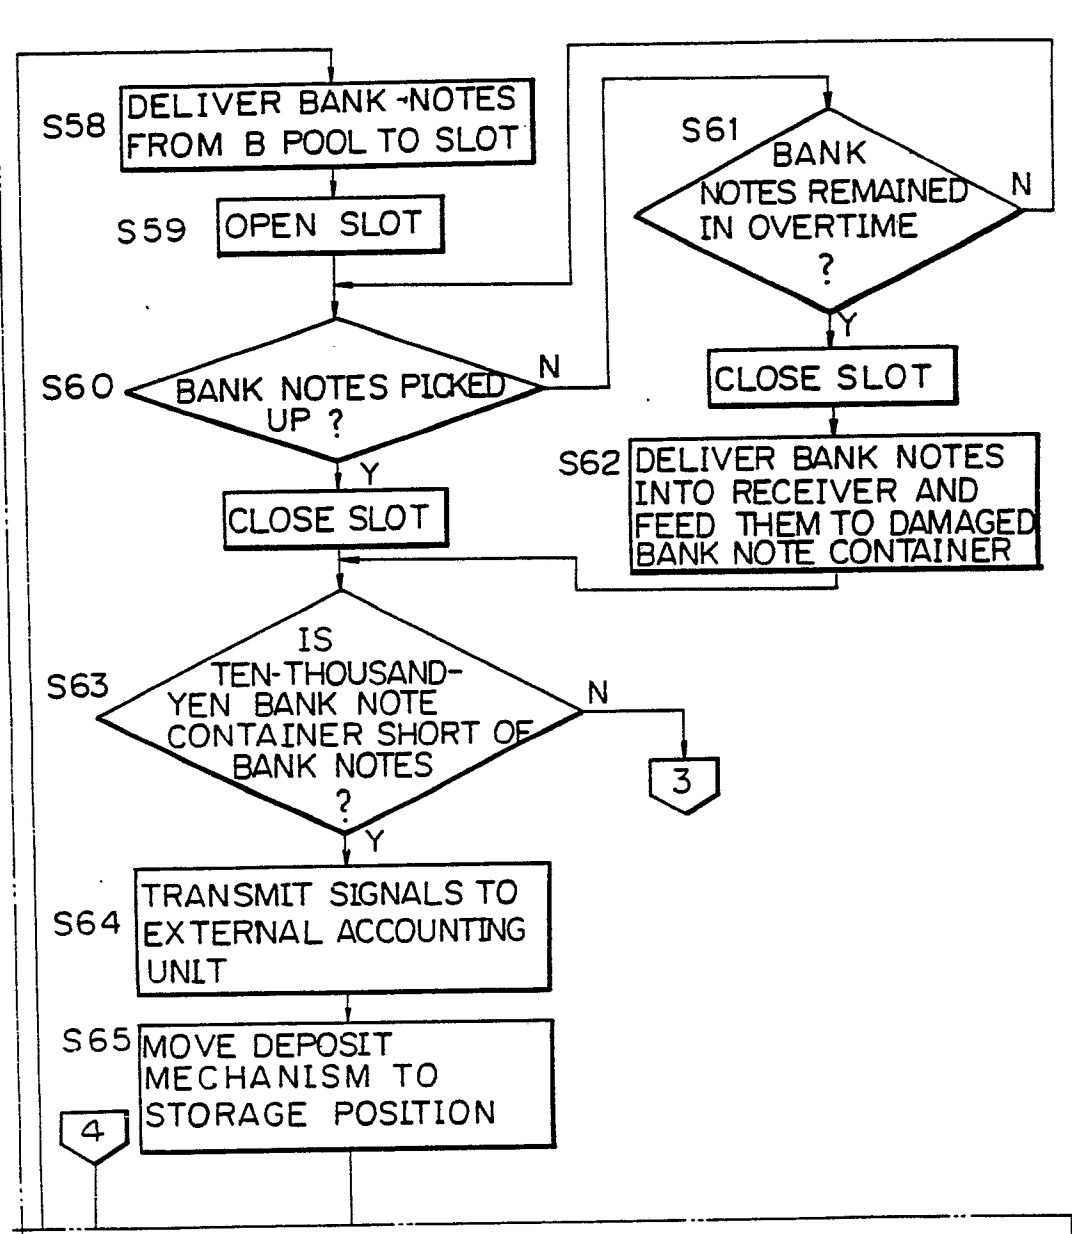 S58
DELIVER BANK-NOTES
FROM B POOL TO SLOT
S59
OPEN SLOT
S60
BANK NOTES PICKED
UP ?
N
Y
CLOSE SLOT
S61
BANK
NOTES REMAINED
IN OVERTIME
?
N
Y
CLOSE SLOT
S62
DELIVER BANK NOTES
INTO RECEIVER AND
FEED THEM TO DAMAGED
BANK NOTE CONTAINER
S63
IS
TEN-THOUSAND-
YEN BANK NOTE
CONTAINER SHORT OF
BANK NOTES
?
N
3
Y
S64
TRANSMIT SIGNALS TO
EXTERNAL ACCOUNTING
UNIT
S65
MOVE DEPOSIT
MECHANISM TO
STORAGE POSITION
4